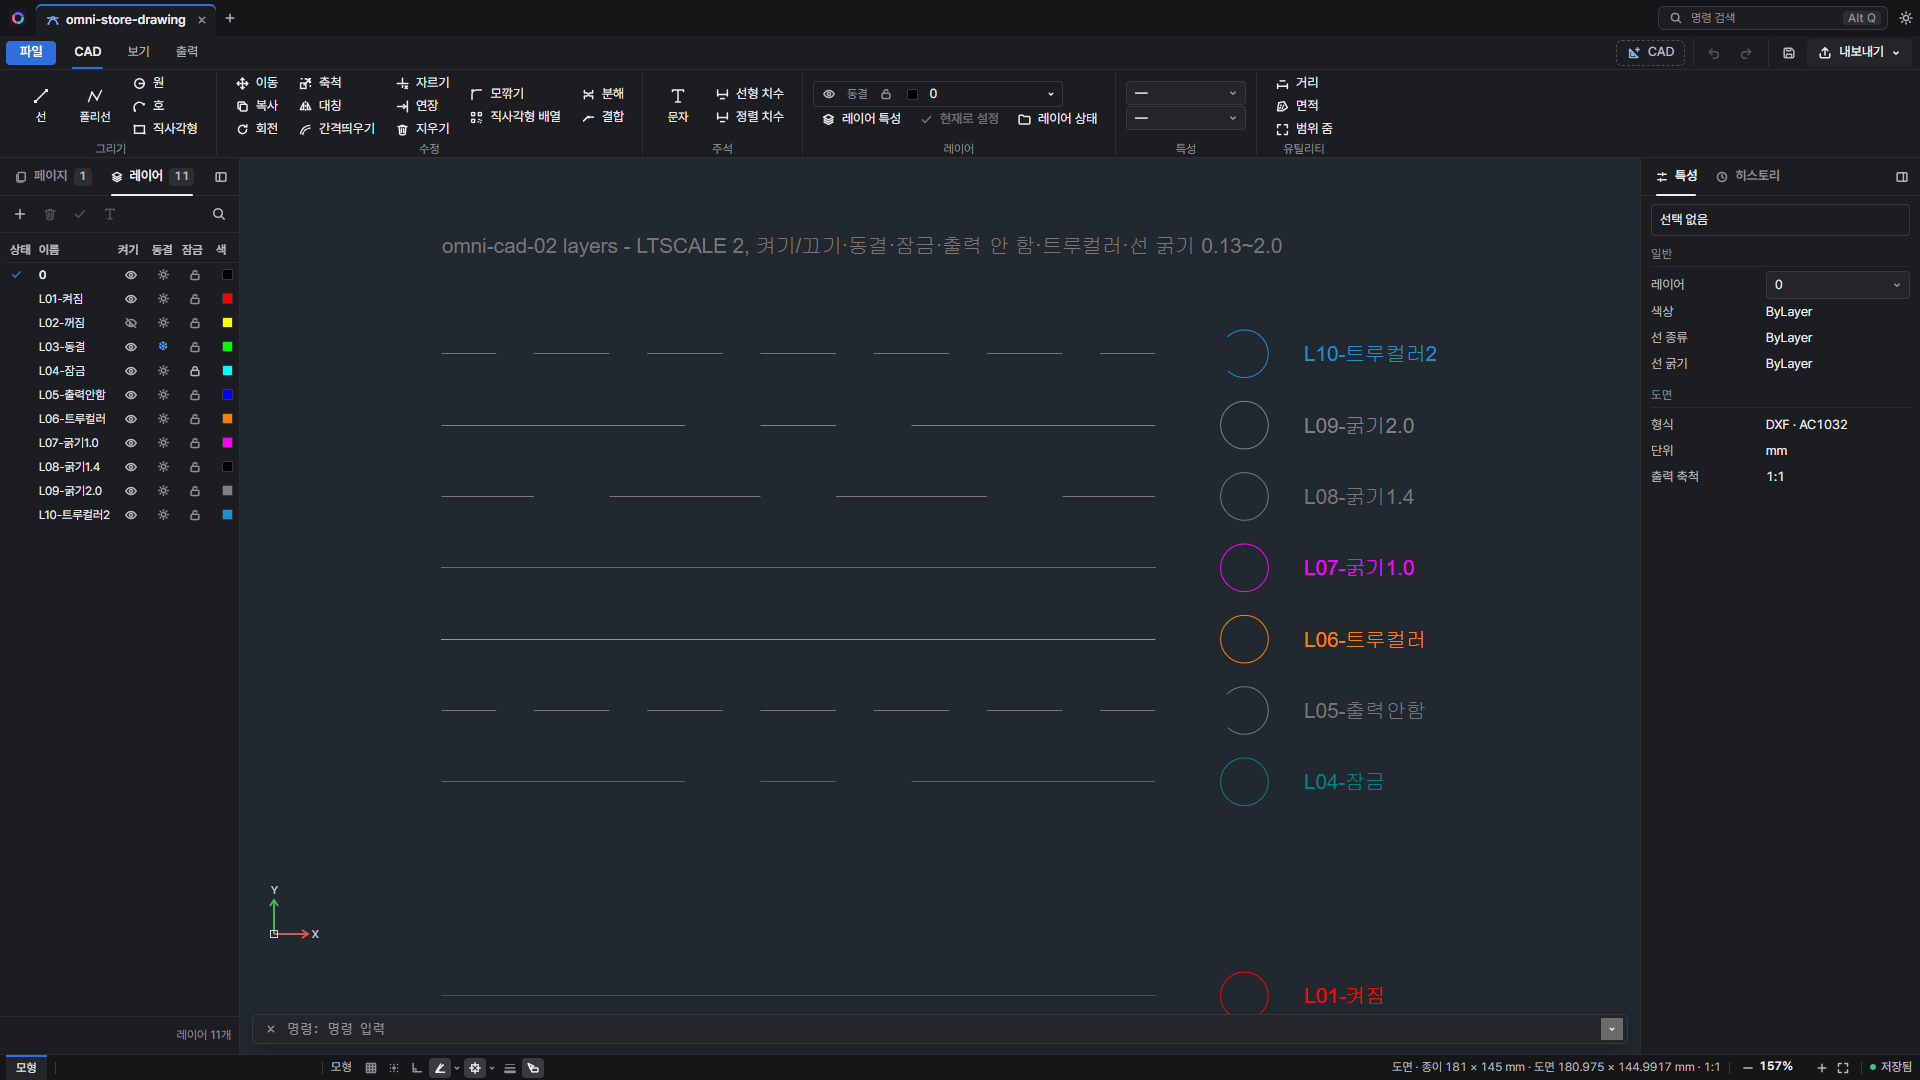 omni-store-drawing
명령 검색 Alt Q
파일 CAD 보기 출력
CAD 내보내기
선 폴리선 원 호 직사각형
그리기
이동 축척 자르기
복사 대칭 연장
회전 간격띄우기 지우기
모깎기 분해
직사각형 배열 결합
수정
문자 선형 치수
정렬 치수
주석
동결 0
레이어 특성 현재로 설정 레이어 상태
레이어
특성
거리
면적
범위 줌
유틸리티
페이지 1 레이어 11
상태 이름 켜기 동결 잠금 색
0
L01-켜짐
L02-꺼짐
L03-동결
L04-잠금
L05-출력안함
L06-트루컬러
L07-굵기1.0
L08-굵기1.4
L09-굵기2.0
L10-트루컬러2
레이어 11개
omni-cad-02 layers - LTSCALE 2, 켜기/끄기·동결·잠금·출력 안 함·트루컬러·선 굵기 0.13~2.0
L10-트루컬러2
L09-굵기2.0
L08-굵기1.4
L07-굵기1.0
L06-트루컬러
L05-출력안함
L04-잠금
L01-켜짐
Y
X
명령: 명령 입력
특성 히스토리
선택 없음
일반
레이어 0
색상 ByLayer
선 종류 ByLayer
선 굵기 ByLayer
도면
형식 DXF · AC1032
단위 mm
출력 축척 1:1
모형
모형
도면 · 종이 181 × 145 mm · 도면 180.975 × 144.9917 mm · 1:1
157%
저장됨